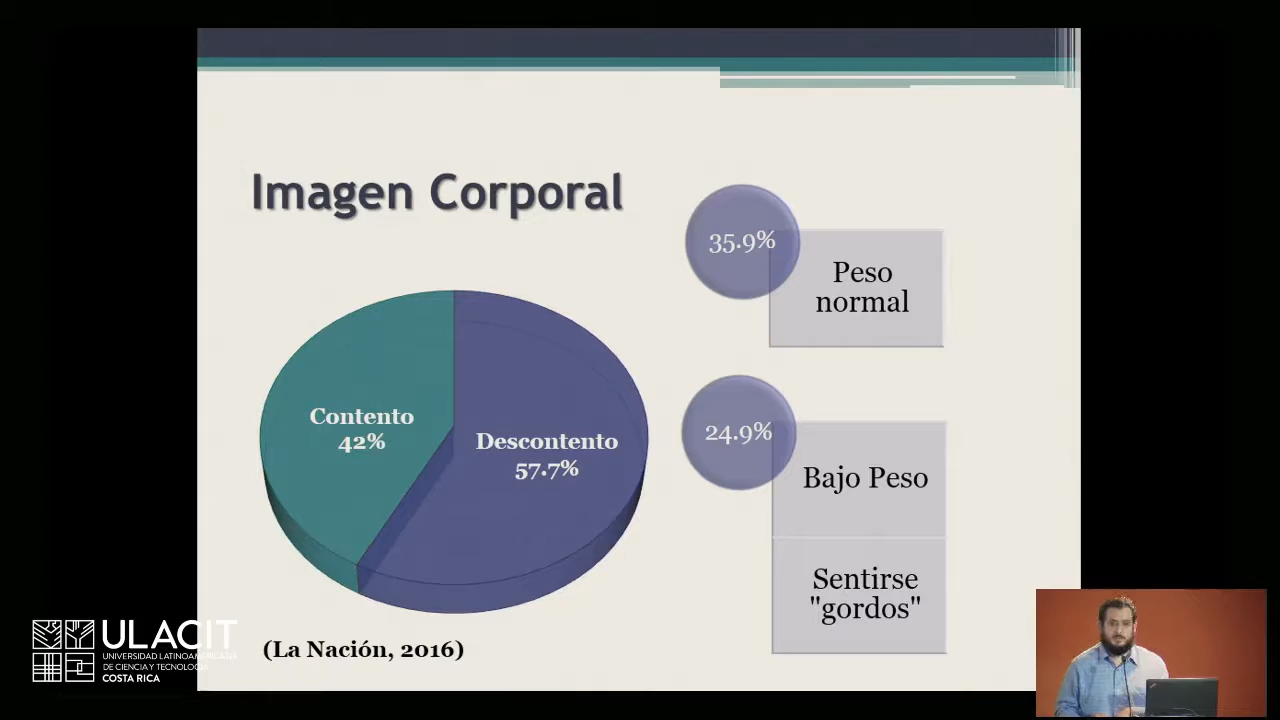 Imagen Corporal
35.9%
Peso
normal
Contento
42%
Descontento
57.7%
24.9%
Bajo Peso
Sentirse
"gordos"
(La Nación, 2016)
ULACIT
UNIVERSIDAD LATINOAMERICANA
DE CIENCIA Y TECNOLOGÍA
COSTA RICA